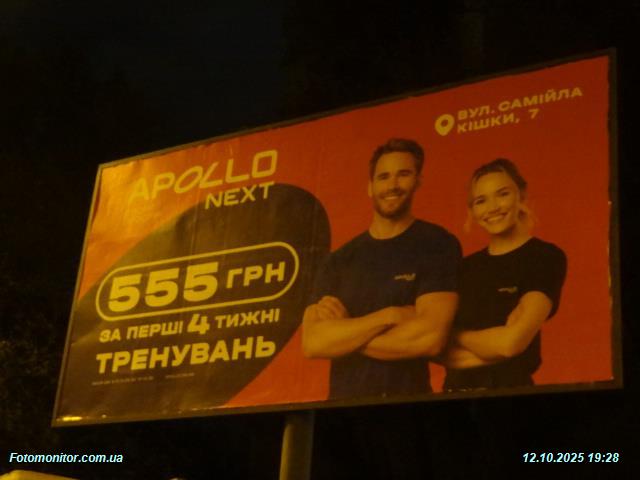 ВУЛ. САМІЙЛА
КІШКИ, 7
APOLLO
NEXT
555 ГРН
ЗА ПЕРШІ 4 ТИЖНІ
ТРЕНУВАНЬ
Fotomonitor.com.ua
12.10.2025 19:28